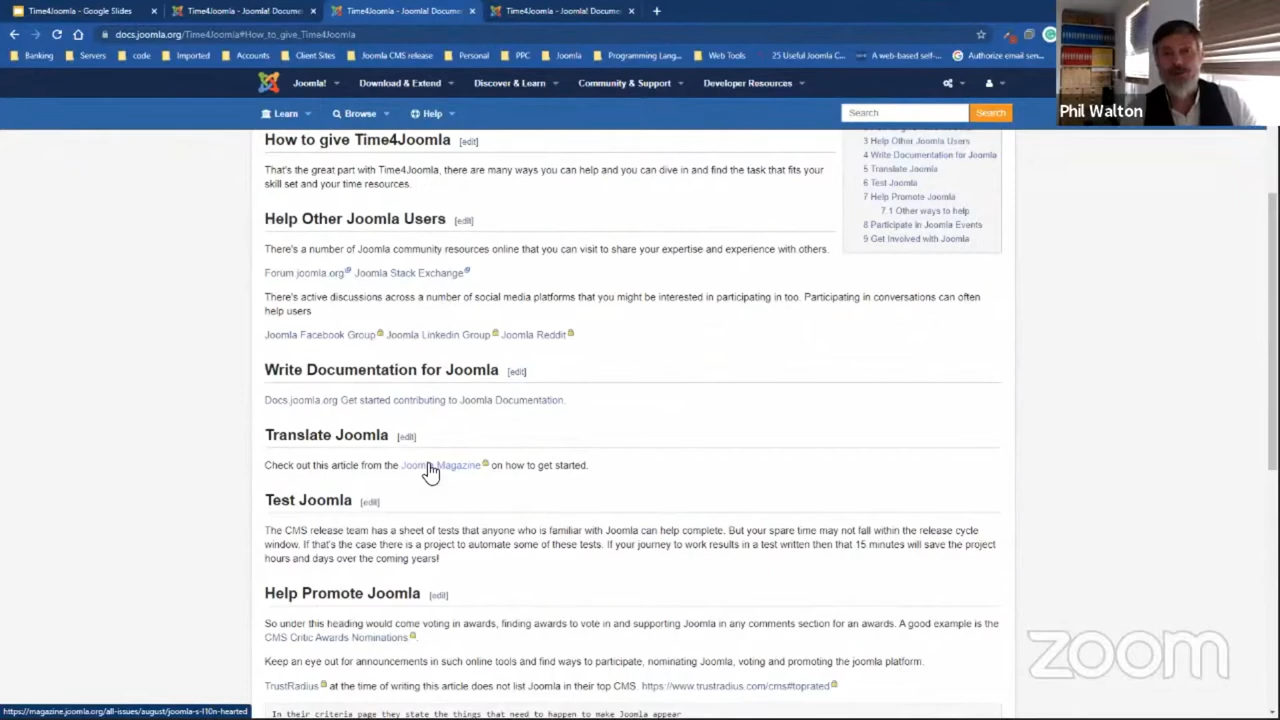 Time4Joomla - Google Slides
Time4Joomla - Joomla! Docume
Time4Joomla - Joomla! Docume
Time4Joomla - Joomla! Docume
docs.joomla.org/Time4Joomla#How_to_give_Time4Joomla
Banking Servers code Imported Accounts Client Sites Joomla CMS release Personal PPC Joomla Programming Lang... Web Tools 25 Useful Joomla C... A web-based self-... Authorize email sen...
Phil Walton
Joomla! Download & Extend Discover & Learn Community & Support Developer Resources
Learn Browse Help Search Search
How to give Time4Joomla [edit]
That's the great part with Time4Joomla, there are many ways you can help and you can dive in and find the task that fits your
skill set and your time resources.
3 Help Other Joomla Users
4 Write Documentation for Joomla
5 Translate Joomla
6 Test Joomla
7 Help Promote Joomla
7.1 Other ways to help
8 Participate in Joomla Events
9 Get Involved with Joomla
Help Other Joomla Users [edit]
There's a number of Joomla community resources online that you can visit to share your expertise and experience with others.
Forum joomla.org Joomla Stack Exchange
There's active discussions across a number of social media platforms that you might be interested in participating in too. Participating in conversations can often
help users
Joomla Facebook Group Joomla Linkedin Group Joomla Reddit
Write Documentation for Joomla [edit]
Docs.joomla.org Get started contributing to Joomla Documentation.
Translate Joomla [edit]
Check out this article from the Joomla Magazine on how to get started.
Test Joomla [edit]
The CMS release team has a sheet of tests that anyone who is familiar with Joomla can help complete. But your spare time may not fall within the release cycle
window. If that's the case there is a project to automate some of these tests. If your journey to work results in a test written then that 15 minutes will save the project
hours and days over the coming years!
Help Promote Joomla [edit]
So under this heading would come voting in awards, finding awards to vote in and supporting Joomla in any comments section for an awards. A good example is the
CMS Critic Awards Nominations.
Keep an eye out for announcements in such online tools and find ways to participate, nominating Joomla, voting and promoting the joomla platform.
TrustRadius at the time of writing this article does not list Joomla in their top CMS. https://www.trustradius.com/cms#toprated
In their criteria page they state the things that need to happen to make Joomla appear
https://magazine.joomla.org/all-issues/august/joomla-s-l10n-hearted
zoom